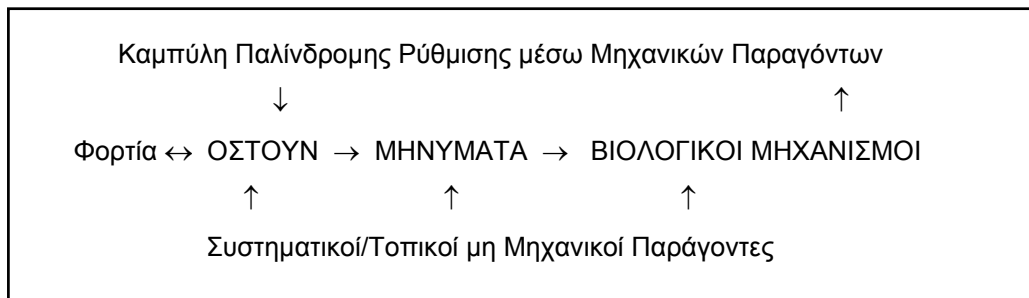 Καμπύλη Παλίνδρομης Ρύθμισης μέσω Μηχανικών Παραγόντων
↓ ↑
Φορτία ↔ ΟΣΤΟΥΝ → ΜΗΝΥΜΑΤΑ → ΒΙΟΛΟΓΙΚΟΙ ΜΗΧΑΝΙΣΜΟΙ
↑ ↑ ↑
Συστηματικοί/Τοπικοί μη Μηχανικοί Παράγοντες